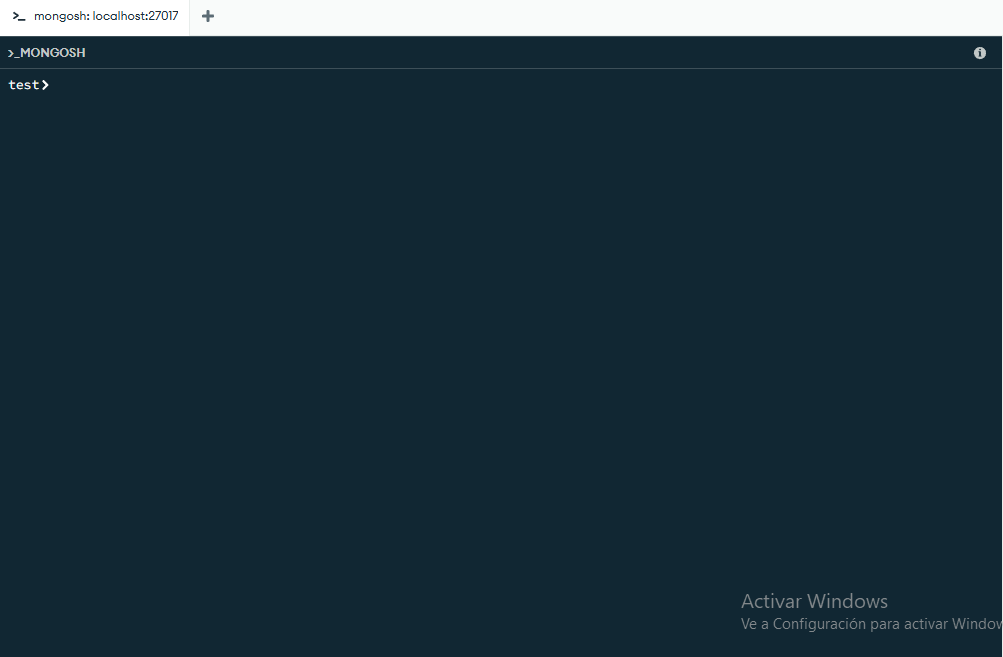 mongosh: localhost:27017
>_MONGOSH
test>
Activar Windows
Ve a Configuración para activar